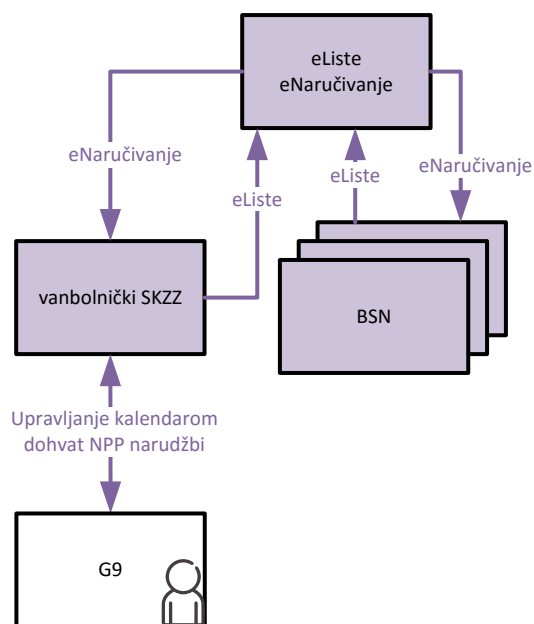 eListe
eNaručivanje
eNaručivanje
eListe
eListe
eNaručivanje
vanbolnički SKZZ
BSN
Upravljanje kalendarom
dohvat NPP narudžbi
G9